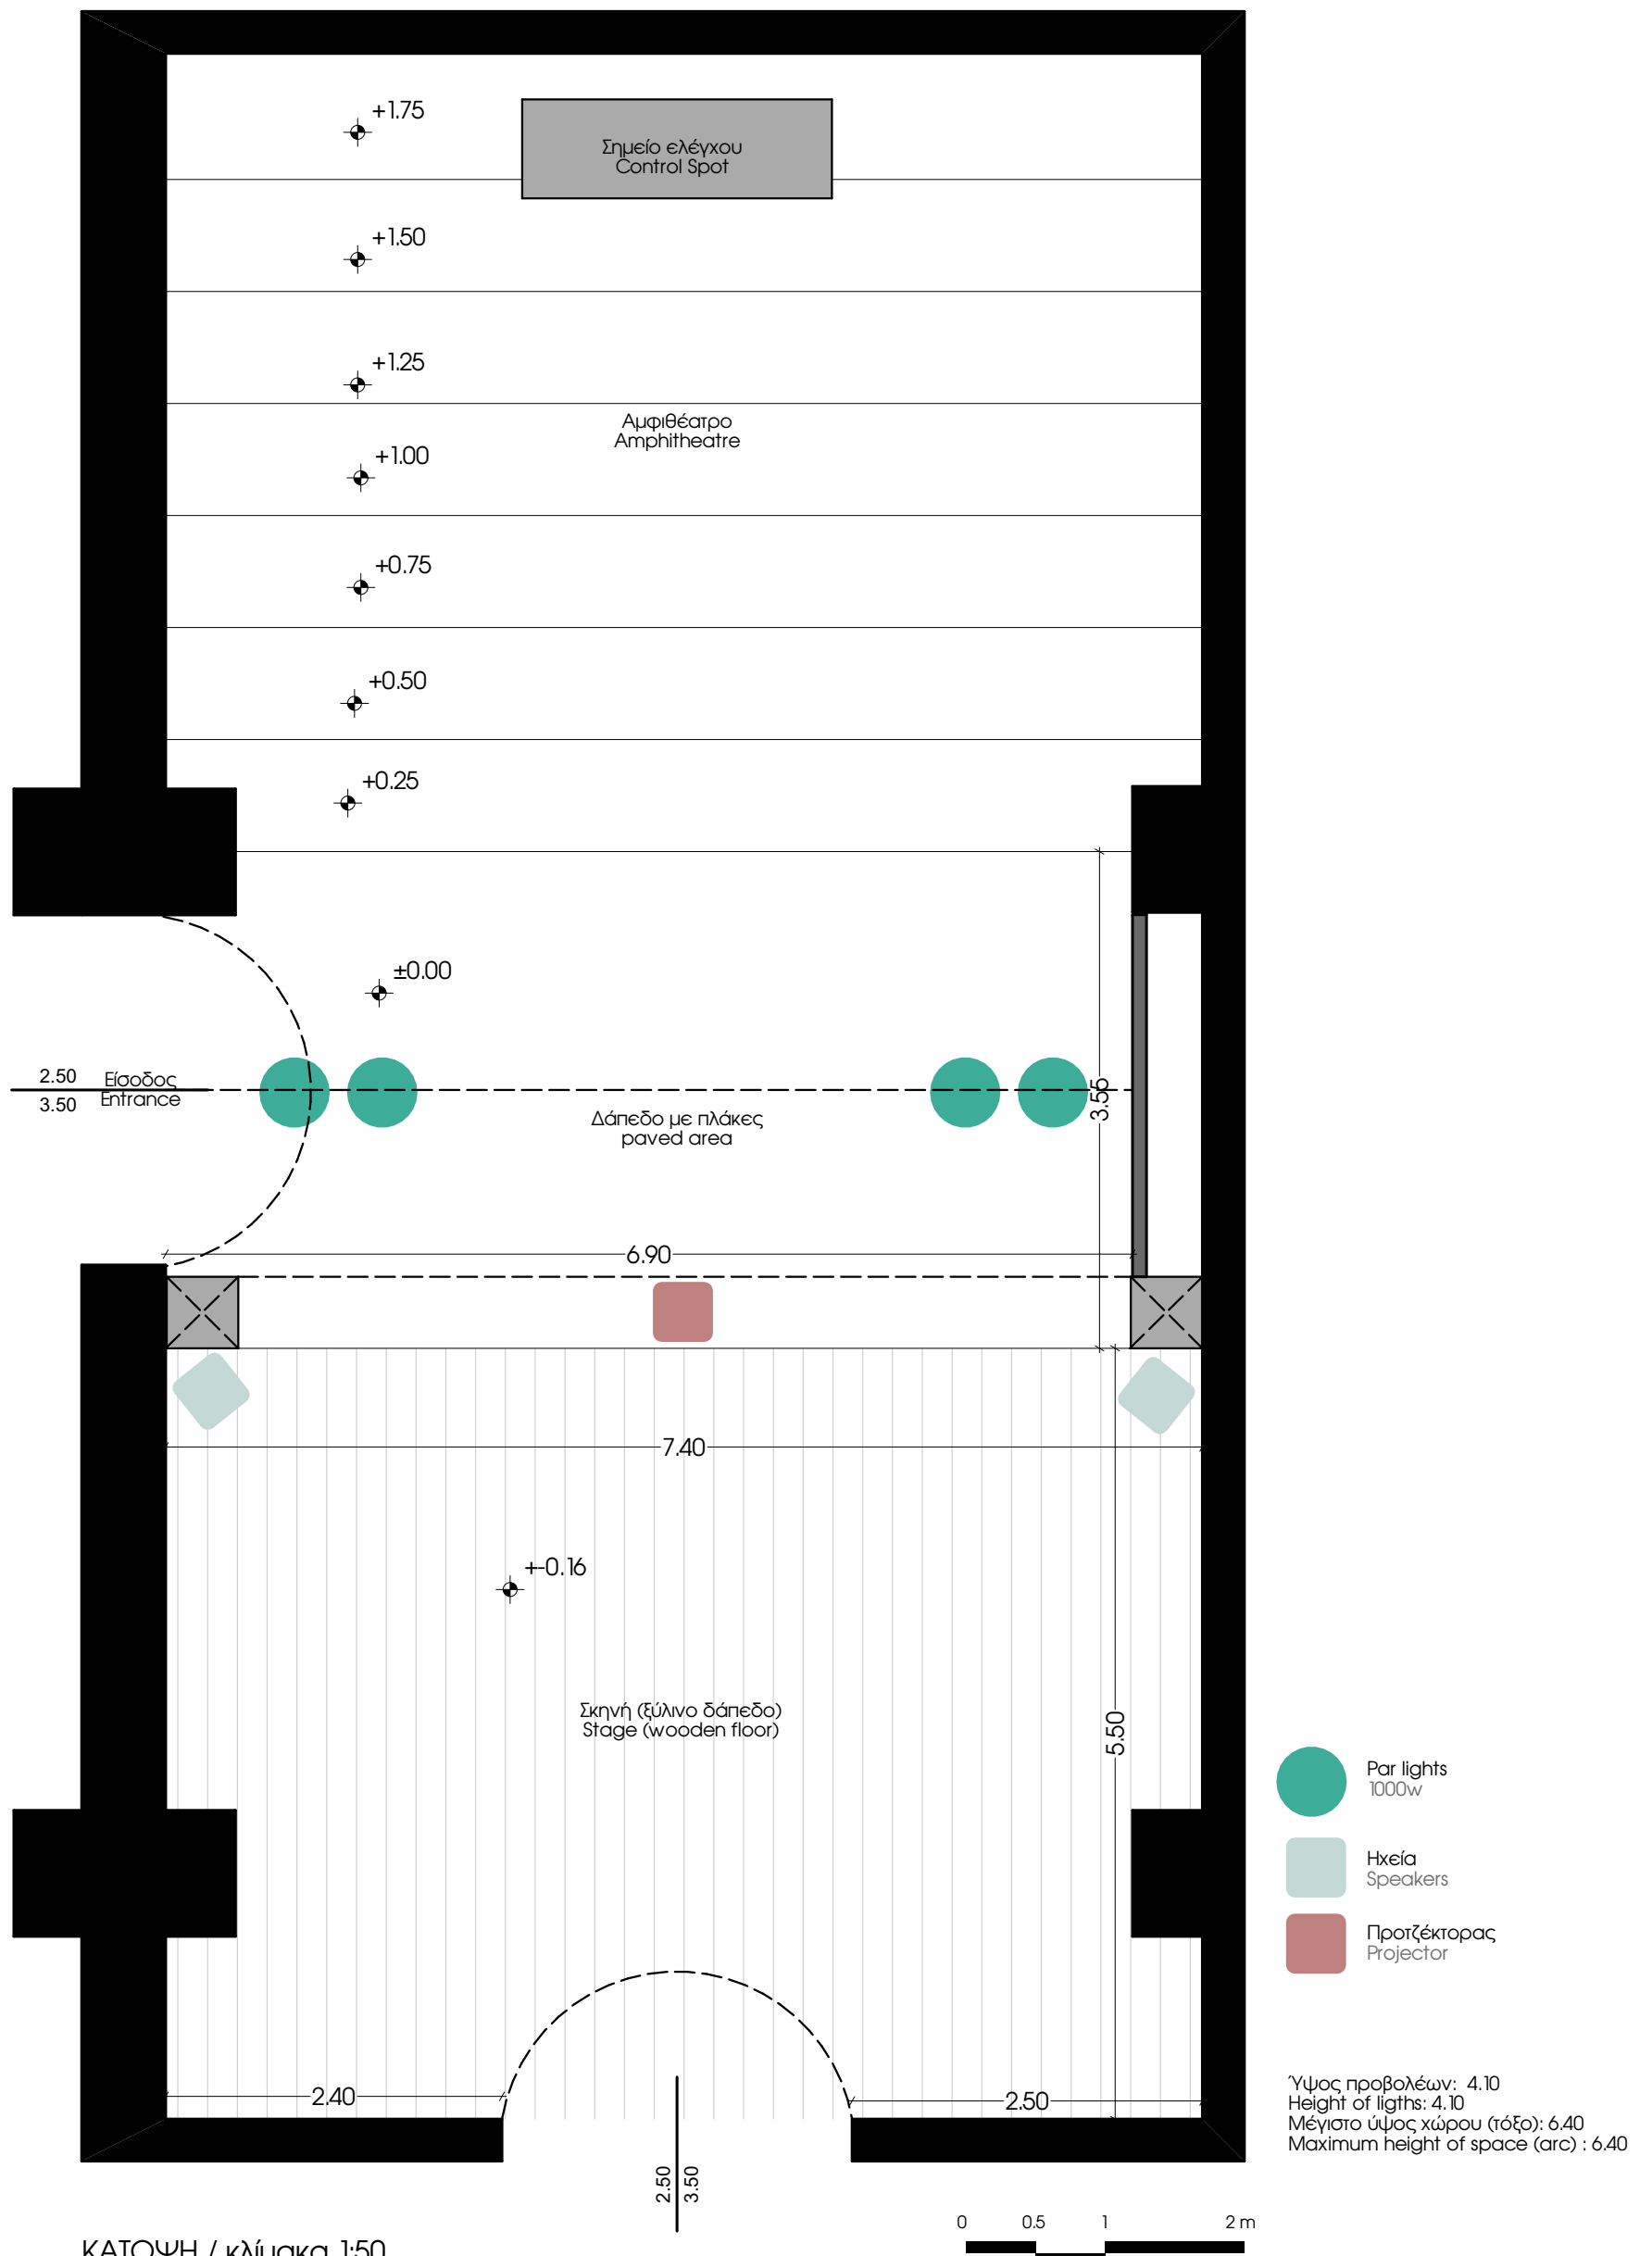 +1.75
Σημείο ελέγχου
Control Spot
+1.50
+1.25
Αμφιθέατρο
Amphitheatre
+1.00
+0.75
+0.50
+0.25
±0.00
2.50
3.50
Είσοδος
Entrance
3.55
Δάπεδο με πλάκες
paved area
6.90
7.40
+-0.16
Σκηνή (ξύλινο δάπεδο)
Stage (wooden floor)
5.50
Par lights
1000w
Ηχεία
Speakers
Προτζέκτορας
Projector
2.40
2.50
Ύψος προβολέων: 4.10
Height of ligths: 4.10
Μέγιστο ύψος χώρου (τόξο): 6.40
Maximum height of space (arc) : 6.40
2.50
3.50
0 0.5 1 2 m
ΚΑΤΟΨΗ / κλίμακα 1:50